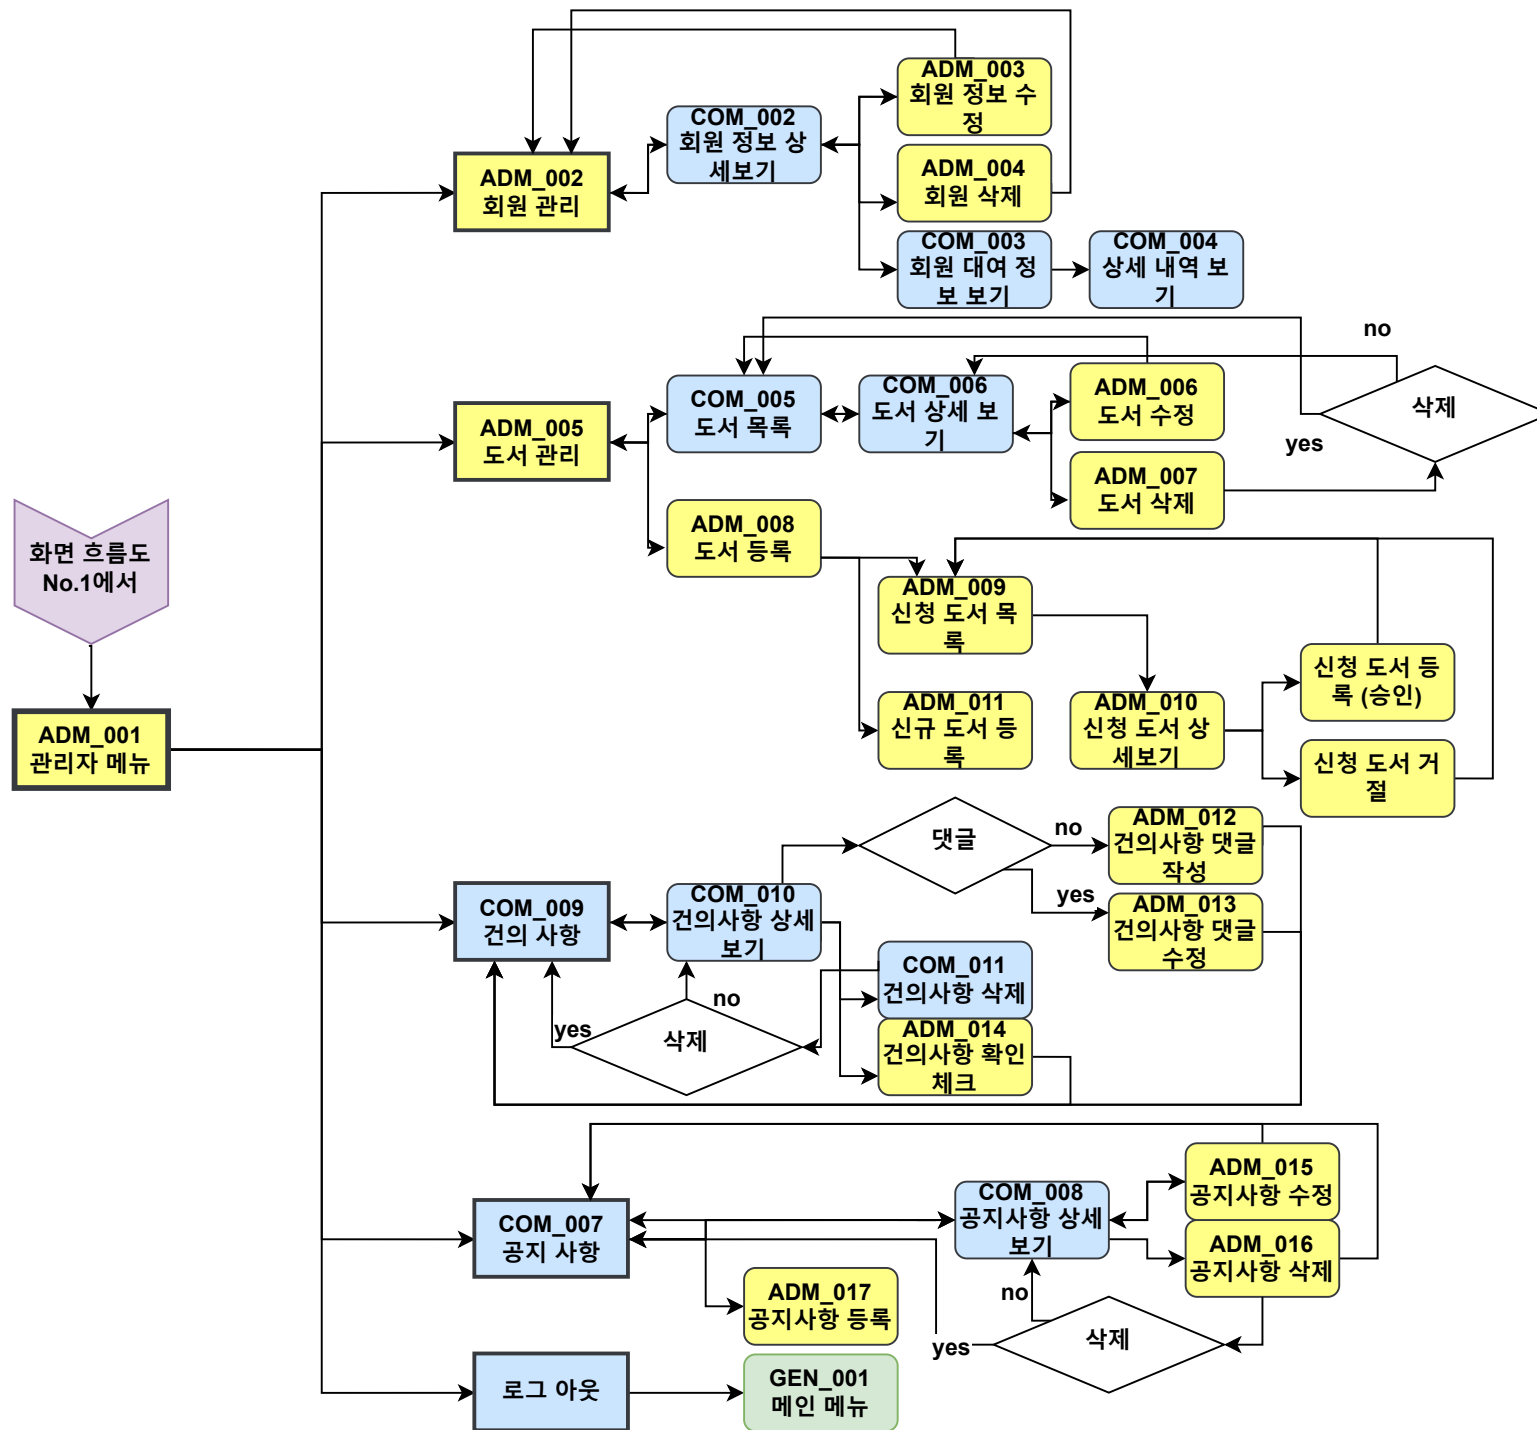 ADM_003
회원 정보 수
정
COM_002
회원 정보 상
세보기
ADM_004
회원 삭제
ADM_002
회원 관리
COM_003
회원 대여 정
보 보기
COM_004
상세 내역 보
기
no
COM_005
도서 목록
COM_006
도서 상세 보
기
ADM_006
도서 수정
삭제
yes
ADM_005
도서 관리
ADM_007
도서 삭제
ADM_008
도서 등록
화면 흐름도
No.1에서
ADM_009
신청 도서 목
록
신청 도서 등
록 (승인)
ADM_011
신규 도서 등
록
ADM_010
신청 도서 상
세보기
ADM_001
관리자 메뉴
신청 도서 거
절
댓글
no
ADM_012
건의사항 댓글
작성
yes
ADM_013
건의사항 댓글
수정
COM_009
건의 사항
COM_010
건의사항 상세
보기
COM_011
건의사항 삭제
no
yes
삭제
ADM_014
건의사항 확인
체크
ADM_015
공지사항 수정
COM_008
공지사항 상세
보기
COM_007
공지 사항
ADM_016
공지사항 삭제
ADM_017
공지사항 등록
no
yes
삭제
로그 아웃
GEN_001
메인 메뉴